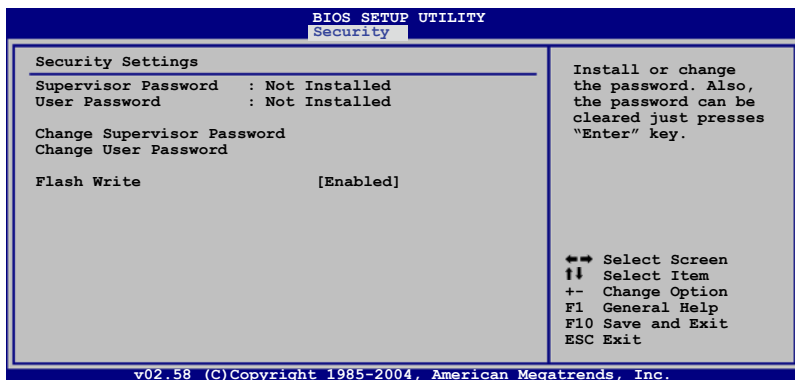 BIOS SETUP UTILITY
Security
Security Settings
Supervisor Password : Not Installed
User Password : Not Installed
Change Supervisor Password
Change User Password
Flash Write [Enabled]
Install or change
the password. Also,
the password can be
cleared just presses
“Enter” key.
←→ Select Screen
↑↓ Select Item
+- Change Option
F1 General Help
F10 Save and Exit
ESC Exit
v02.58 (C)Copyright 1985-2004, American Megatrends, Inc.